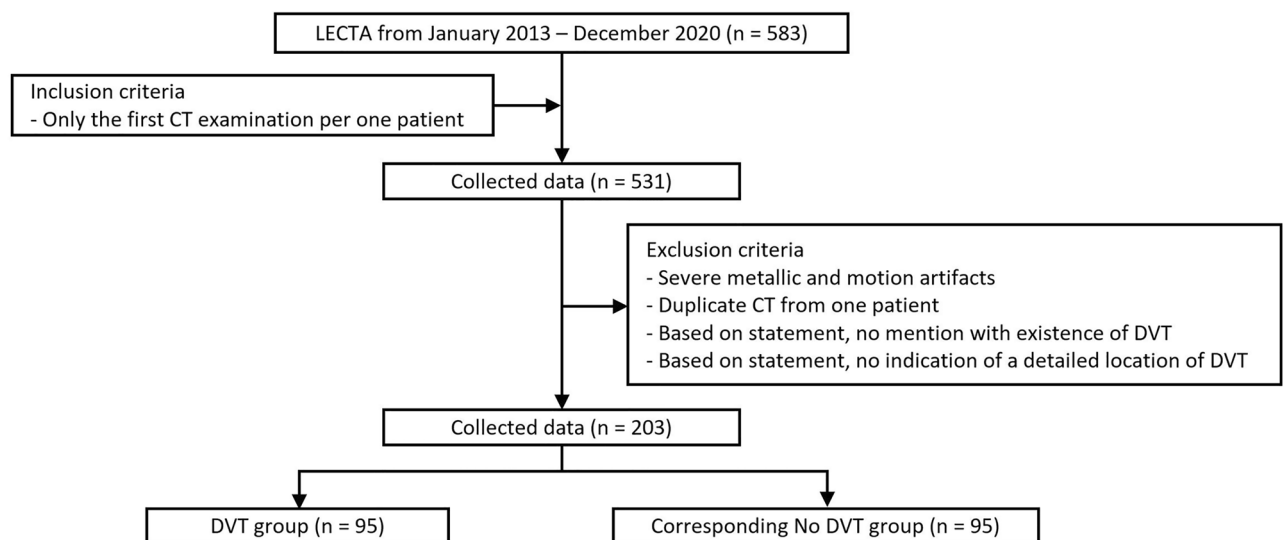 LECTA from January 2013 – December 2020 (n = 583)
Inclusion criteria
- Only the first CT examination per one patient
Collected data (n = 531)
Exclusion criteria
- Severe metallic and motion artifacts
- Duplicate CT from one patient
- Based on statement, no mention with existence of DVT
- Based on statement, no indication of a detailed location of DVT
Collected data (n = 203)
DVT group (n = 95)
Corresponding No DVT group (n = 95)